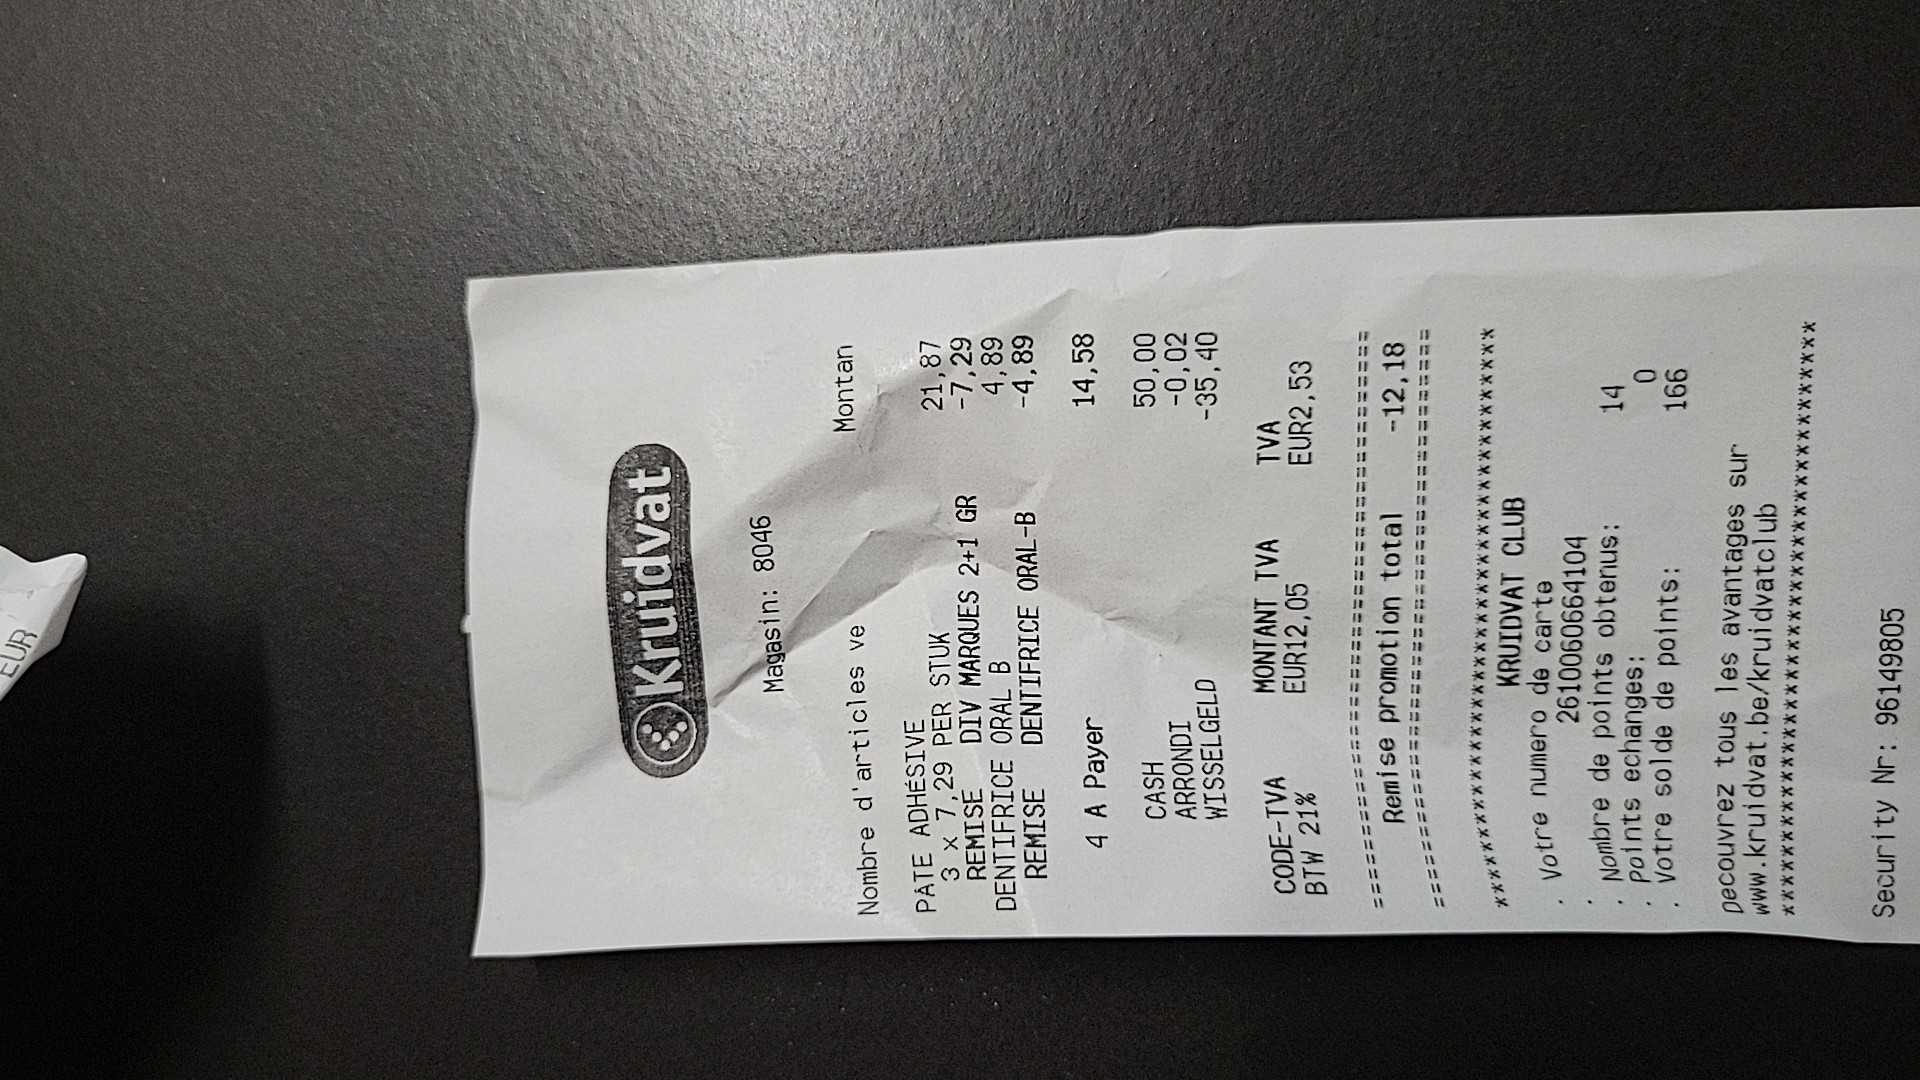 EUR
Kruidvat
Magasin: 8046
Nombre d'articles ve Montan
PÂTE ADHÉSIVE 21,87
3 x 7,29 PER STUK
REMISE DIV MARQUES 2+1 GR -7,29
DENTIFRICE ORAL B 4,89
REMISE DENTIFRICE ORAL-B -4,89
4 A Payer 14,58
CASH 50,00
ARRONDI -0,02
WISSELGELD -35,40
CODE-TVA MONTANT TVA TVA
BTW 21% EUR12,05 EUR2,53
========================================
Remise promotion total -12,18
========================================
****************************************
KRUIDVAT CLUB
. Votre numero de carte
. 2610060664104
. Nombre de points obtenus: 14
. Points echanges: 0
. Votre solde de points: 166
Decouvrez tous les avantages sur
www.kruidvat.be/kruidvatclub
****************************************
Security Nr: 96149805